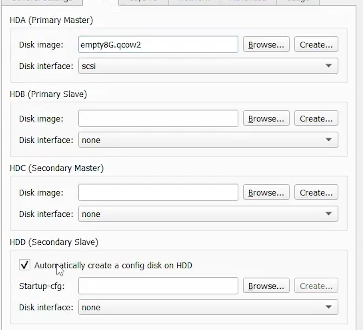 HDA (Primary Master)
Disk image: empty8G.qcow2 Browse... Create...
Disk interface: scsi
HDB (Primary Slave)
Disk image: Browse... Create...
Disk interface: none
HDC (Secondary Master)
Disk image: Browse... Create...
Disk interface: none
HDD (Secondary Slave)
Automatically create a config disk on HDD
Startup-cfg: Browse... Create...
Disk interface: none